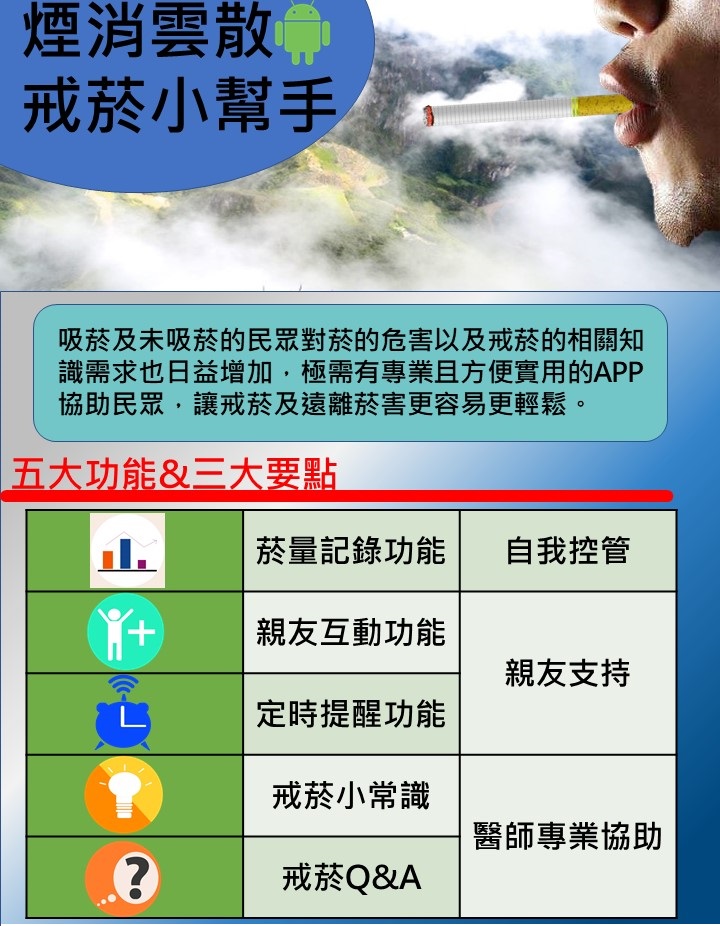 煙消雲散
戒菸小幫手
吸菸及未吸菸的民眾對菸的危害以及戒菸的相關知
識需求也日益增加，極需有專業且方便實用的APP
協助民眾，讓戒菸及遠離菸害更容易更輕鬆。
五大功能&三大要點
菸量記錄功能
自我控管
親友互動功能
親友支持
定時提醒功能
戒菸小常識
醫師專業協助
?
戒菸Q&A